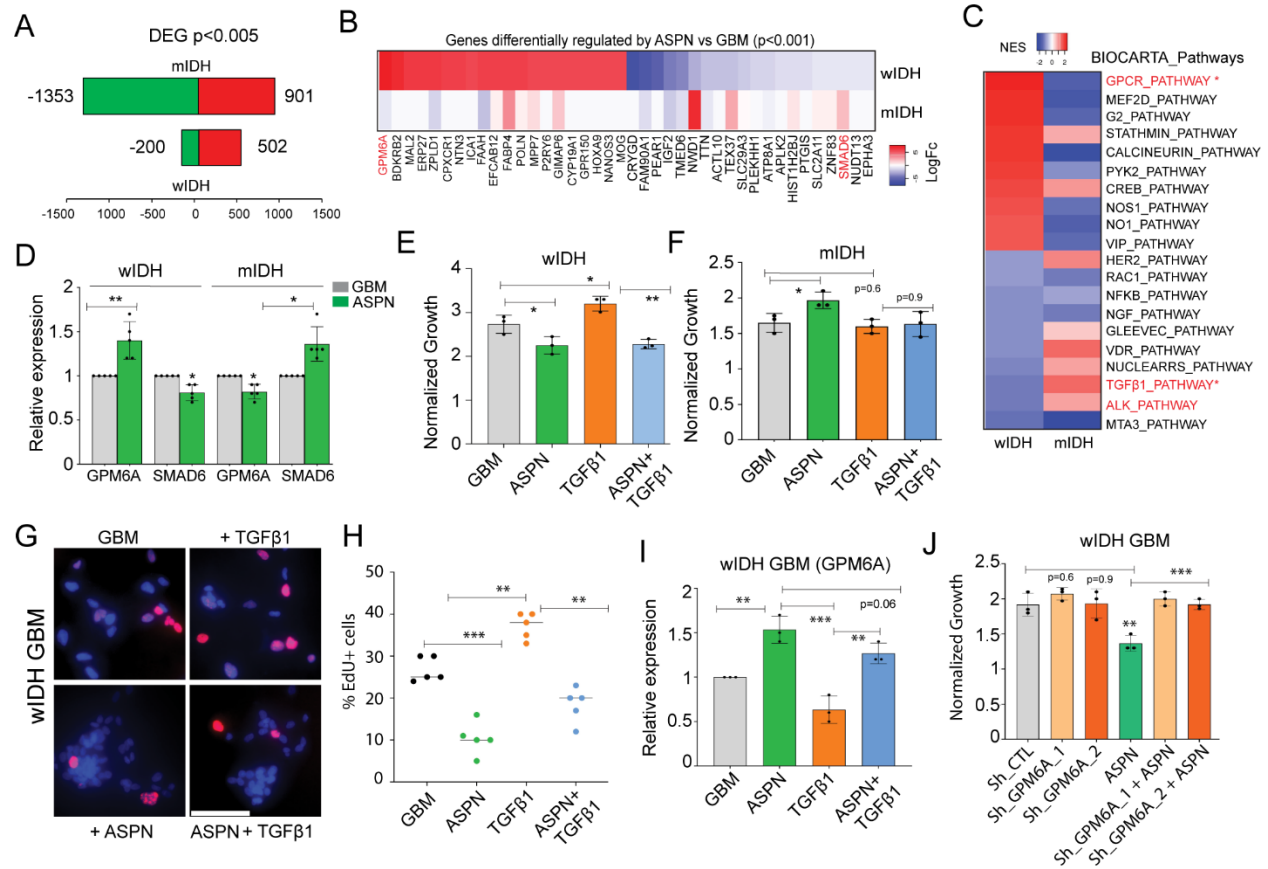 A
DEG p<0.005
mIDH
-1353
901
-200
502
wIDH
-1500
-1000
-500
0
500
1000
1500
B
Genes differentially regulated by ASPN vs GBM (p<0.001)
wIDH
mIDH
GPM6A
BDKRB2
MAL2
ERP27
ZPLD1
CPXCR1
NTN3
ICA1
FAAH
EFCAB12
FABP4
POLN
MPP7
P2RY6
GIMAP6
CYP19A1
GPR150
HOXA9
NANOS3
MOG
CRYGD
FAM90A1
PEAR1
IGF2
TMED6
NWD1
TTN
ACTL10
TEX37
SLC29A3
PLEKHH1
ATP8A1
APLK2
HIST1H2BJ
PTGIS
SLC2A11
ZNF83
SMAD6
NUDT13
EPHA3
-5
5
LogFc
C
NES
-2 0 2
BIOCARTA_Pathways
GPCR_PATHWAY *
MEF2D_PATHWAY
G2_PATHWAY
STATHMIN_PATHWAY
CALCINEURIN_PATHWAY
PYK2_PATHWAY
CREB_PATHWAY
NOS1_PATHWAY
NO1_PATHWAY
VIP_PATHWAY
HER2_PATHWAY
RAC1_PATHWAY
NFKB_PATHWAY
NGF_PATHWAY
GLEEVEC_PATHWAY
VDR_PATHWAY
NUCLEARRS_PATHWAY
TGFβ1_PATHWAY*
ALK_PATHWAY
MTA3_PATHWAY
wIDH
mIDH
D
wIDH
mIDH
GBM
ASPN
**
*
*
*
Relative expression
2
1.5
1
0.5
0
GPM6A
SMAD6
GPM6A
SMAD6
E
wIDH
*
*
**
Normalized Growth
4
3
2
1
0
GBM
ASPN
TGFβ1
ASPN+
TGFβ1
F
mIDH
*
p=0.6
p=0.9
Normalized Growth
2.5
2
1.5
1
0.5
0
GBM
ASPN
TGFβ1
ASPN+
TGFβ1
G
GBM
+ TGFβ1
wIDH GBM
+ ASPN
ASPN + TGFβ1
H
**
**
***
% EdU+ cells
50
40
30
20
10
0
GBM
ASPN
TGFβ1
ASPN+
TGFβ1
I
wIDH GBM (GPM6A)
**
p=0.06
***
**
Relative expression
2
1.5
1
0.5
0
GBM
ASPN
TGFβ1
ASPN+
TGFβ1
J
wIDH GBM
p=0.6
p=0.9
***
**
Normalized Growth
2.5
2
1.5
1
0.5
0
Sh_CTL
Sh_GPM6A_1
Sh_GPM6A_2
ASPN
Sh_GPM6A_1 + ASPN
Sh_GPM6A_2 + ASPN